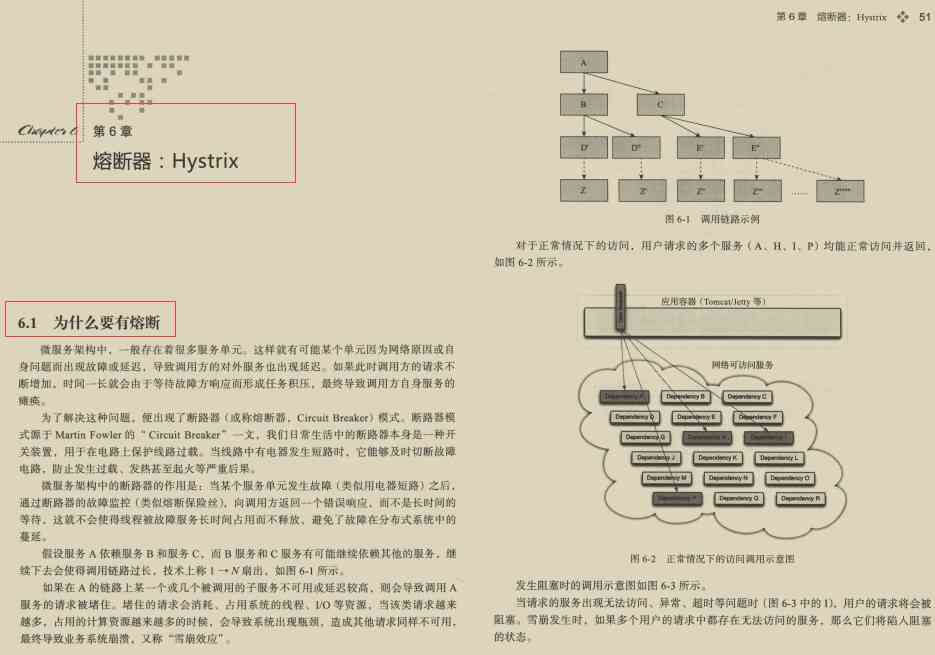 Chapter 6
第 6 章
熔断器：Hystrix
6.1 为什么要有熔断
微服务架构中，一般存在着很多服务单元。这样就有可能某个单元因为网络原因或自
身问题而出现故障或延迟，导致调用方的对外服务也出现延迟。如果此时调用方的请求不
断增加，时间一长就会由于等待故障方响应而形成任务积压，最终导致调用方自身服务的
瘫痪。
为了解决这种问题，便出现了断路器（或称熔断器，Circuit Breaker）模式。断路器模
式源于 Martin Fowler 的“ Circuit Breaker”一文，我们日常生活中的断路器本身是一种开
关装置，用于在电路上保护线路过载。当线路中有电器发生短路时，它能够及时切断故障
电路，防止发生过载、发热甚至起火等严重后果。
微服务架构中的断路器的作用是：当某个服务单元发生故障（类似用电器短路）之后，
通过断路器的故障监控（类似熔断保险丝），向调用方返回一个错误响应，而不是长时间的
等待，这就不会使得线程被故障服务长时间占用而不释放，避免了故障在分布式系统中的
蔓延。
假设服务 A 依赖服务 B 和服务 C，而 B 服务和 C 服务有可能继续依赖其他的服务，继
续下去会使得调用链路过长，技术上称 1 → N 扇出，如图 6-1 所示。
如果在 A 的链路上某一个或几个被调用的子服务不可用或延迟较高，则会导致调用 A
服务的请求被堵住。堵住的请求会消耗、占用系统的线程、I/O 等资源，当该类请求越来
越多，占用的计算资源越来越多的时候，会导致系统出现瓶颈，造成其他请求同样不可用，
最终导致业务系统崩溃，又称“雪崩效应”。
第 6 章 熔断器：Hystrix 51
A
B C
D' D'' E' E''
Z Z' Z'' Z''' …… Z'''''
图 6-1 调用链路示例
对于正常情况下的访问，用户请求的多个服务（A、H、I、P）均能正常访问并返回，
如图 6-2 所示。
应用容器（Tomcat/Jetty 等）
网络可访问服务
Dependency A Dependency B Dependency C
Dependency D Dependency E Dependency F
Dependency G Dependency H Dependency I
Dependency J Dependency K Dependency L
Dependency M Dependency N Dependency O
Dependency P Dependency Q Dependency R
图 6-2 正常情况下的访问调用示意图
发生阻塞时的调用示意图如图 6-3 所示。
当请求的服务出现无法访问、异常、超时等问题时（图 6-3 中的 I），用户的请求将会被
阻塞。雪崩发生时，如果多个用户的请求中都存在无法访问的服务，那么它们将陷入阻塞
的状态。